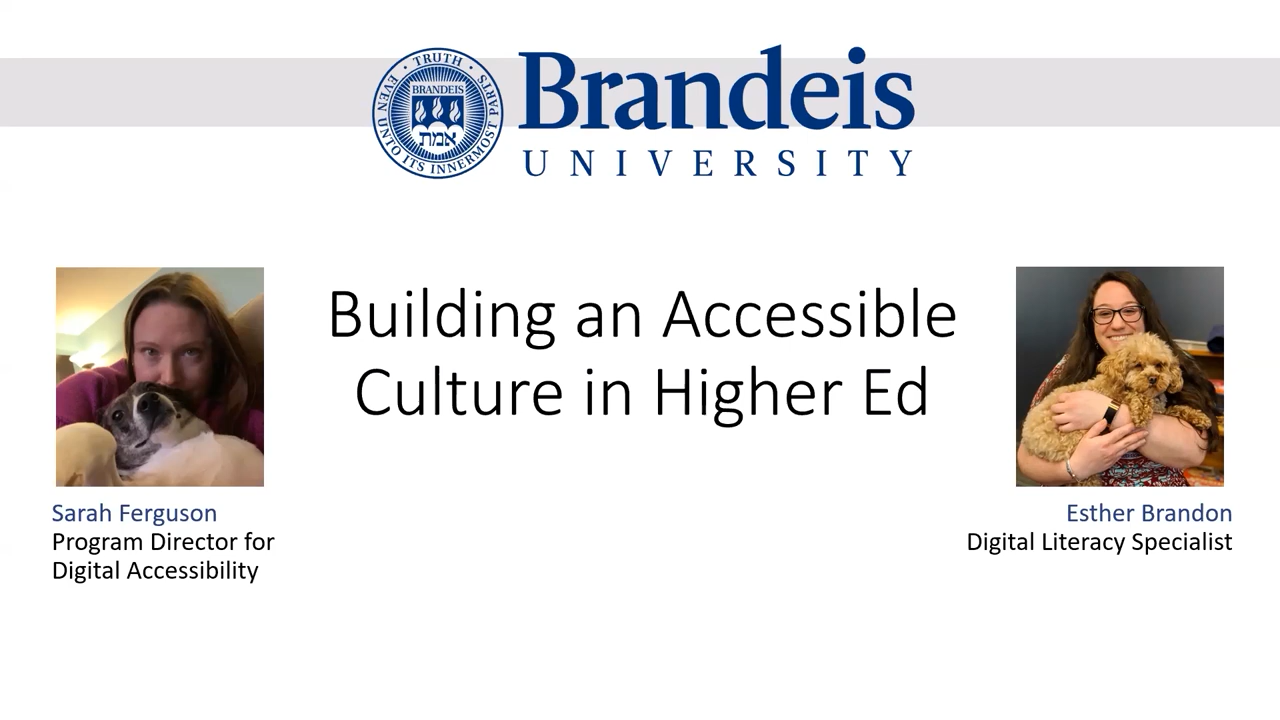 TRUTH
EVEN UNTO ITS INNERMOST PARTS
BRANDEIS
אמת
Brandeis
UNIVERSITY
Building an Accessible
Culture in Higher Ed
Sarah Ferguson
Program Director for
Digital Accessibility
Esther Brandon
Digital Literacy Specialist